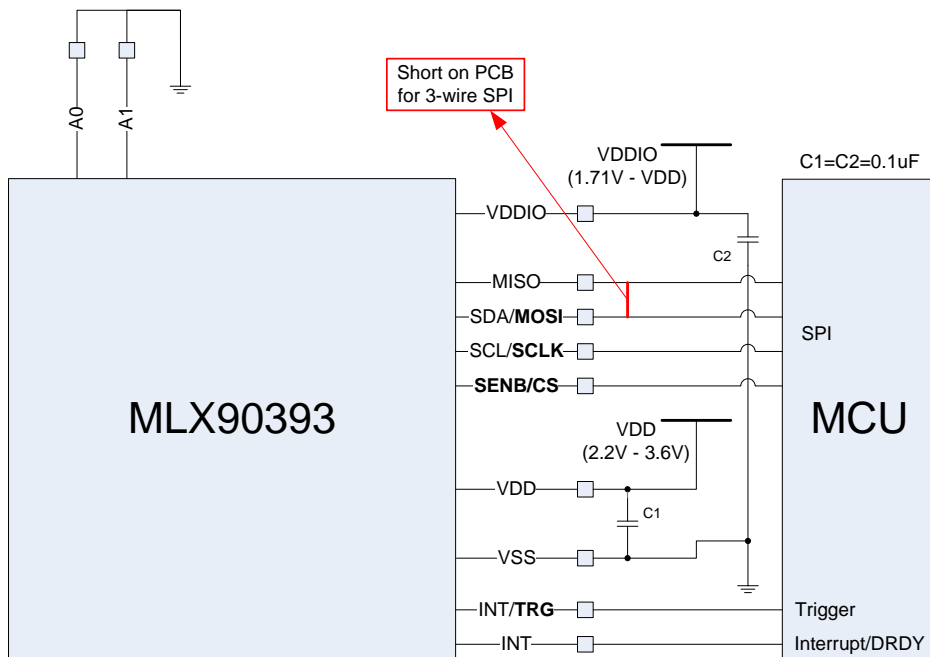 A0
A1
Short on PCB
for 3-wire SPI
VDDIO
(1.71V - VDD)
C1=C2=0.1uF
VDDIO
C2
MISO
SDA/MOSI
SPI
SCL/SCLK
SENB/CS
MLX90393
MCU
VDD
(2.2V - 3.6V)
VDD
C1
VSS
INT/TRG
Trigger
INT
Interrupt/DRDY